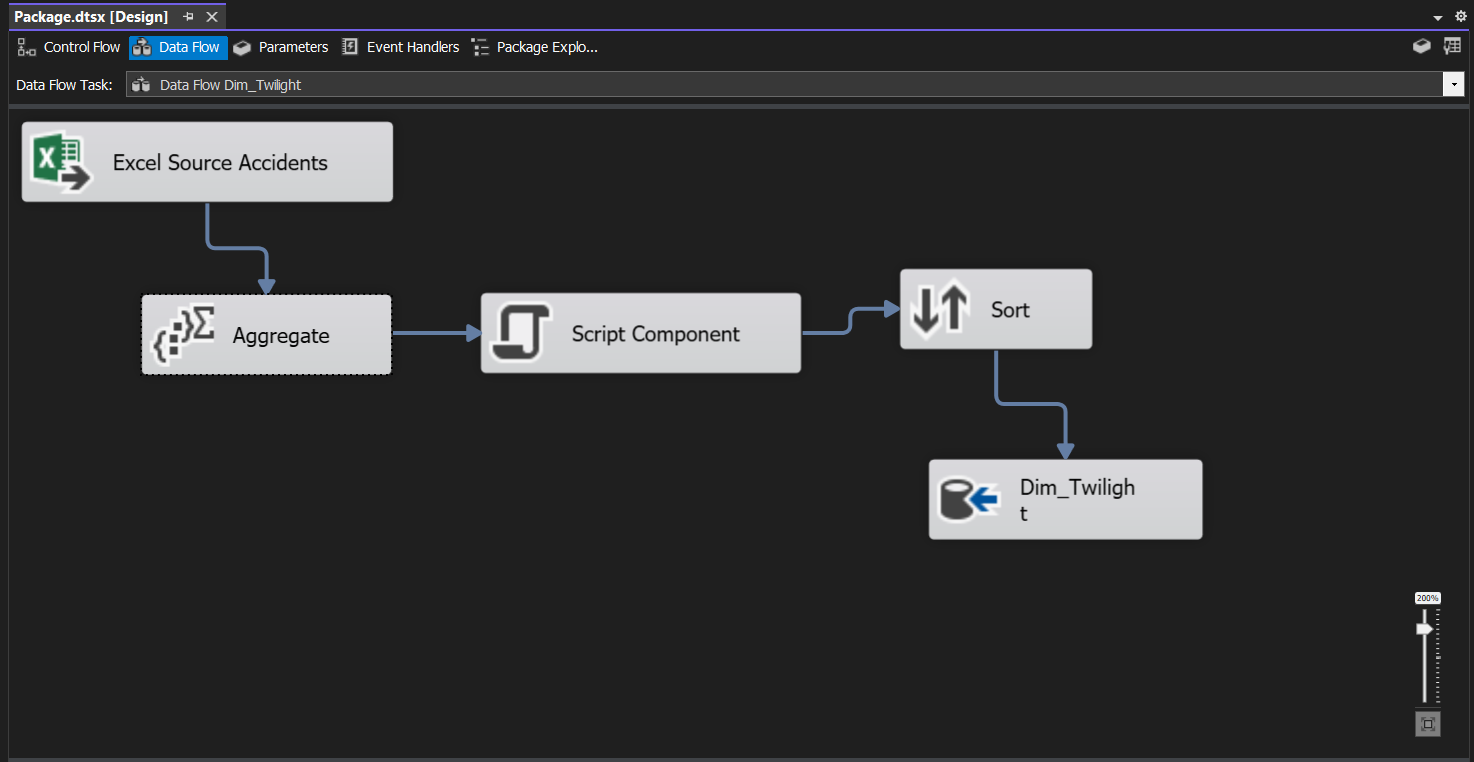 Package.dtsx [Design]
Control Flow Data Flow Parameters Event Handlers Package Explo...
Data Flow Task: Data Flow Dim_Twilight
Excel Source Accidents
Aggregate
Script Component
Sort
Dim_Twiligh
t
200%